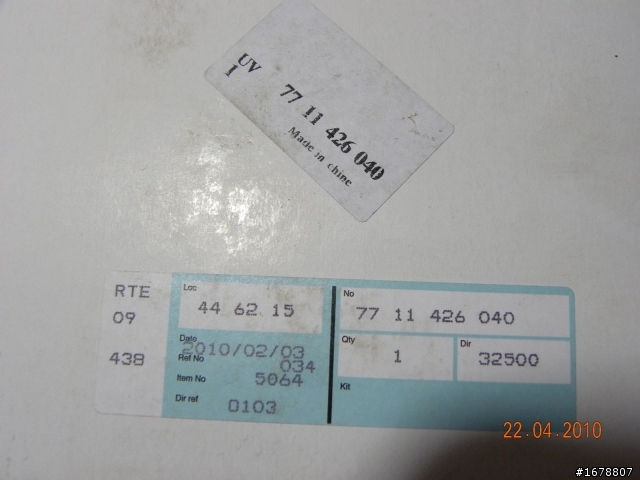 UV 77 11 426 040
1
Made in chine
RTE
09
438
Loc
44 62 15
Date 2010/02/03
Ref No 034
Item No 5064
Dir ref 0103
No
77 11 426 040
Qty
1
Dir
32500
Kit
22.04.2010
#1678807